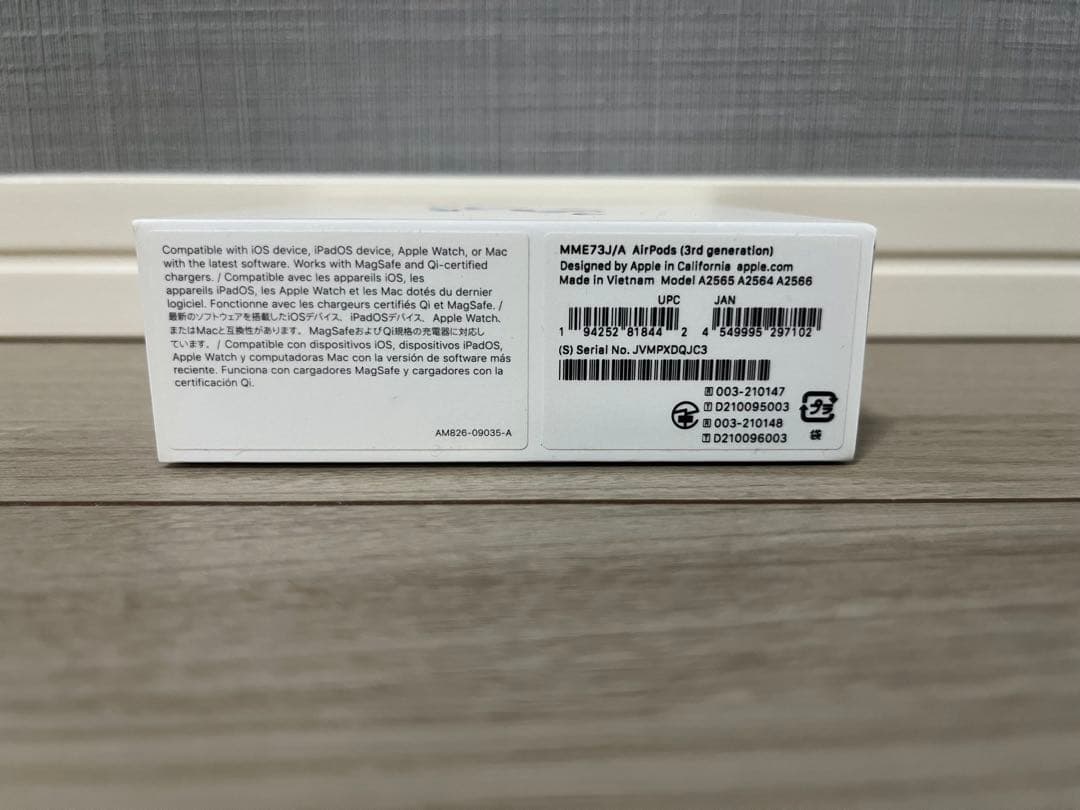 Compatible with iOS device, iPadOS device, Apple Watch, or Mac
with the latest software. Works with MagSafe and Qi-certified
chargers. / Compatible avec les appareils iOS, les
appareils iPadOS, les Apple Watch et les Mac dotés du dernier
logiciel. Fonctionne avec les chargeurs certifiés Qi et MagSafe. /
最新のソフトウェアを搭載したiOSデバイス、iPadOSデバイス、Apple Watch、
またはMacと互換性があります。MagSafeおよびQi規格の充電器に対応し
ています。/ Compatible con dispositivos iOS, dispositivos iPadOS,
Apple Watch y computadoras Mac con la versión de software más
reciente. Funciona con cargadores MagSafe y cargadores con la
certificación Qi.
AM826-09035-A
MME73J/A AirPods (3rd generation)
Designed by Apple in California apple.com
Made in Vietnam Model A2565 A2564 A2566
UPC JAN
1 94252 81844 2 4 549995 297102
(S) Serial No. JVMPXDQJC3
R 003-210147
T D210095003
R 003-210148
T D210096003
プラ
袋